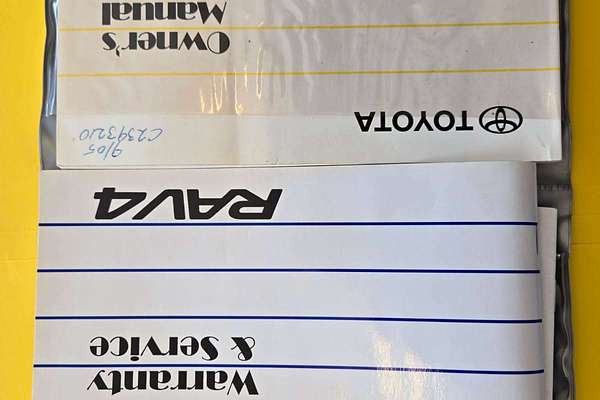 Warranty
& Service
RAV4
TOYOTA
9/05
C2393210
Owner's
Manual